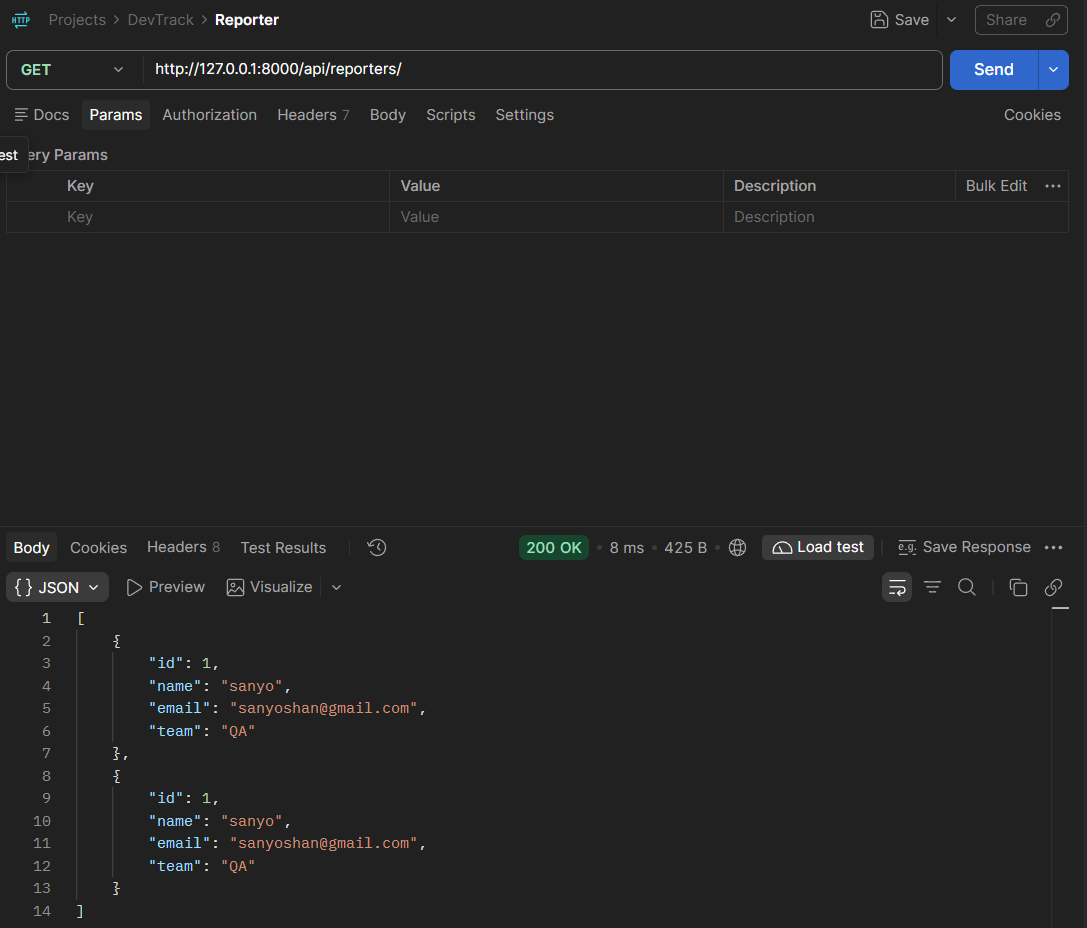 HTTP Projects > DevTrack > Reporter Save Share
GET http://127.0.0.1:8000/api/reporters/ Send
Docs Params Authorization Headers 7 Body Scripts Settings Cookies
est ery Params
Key Value Description Bulk Edit ···
Key Value Description
Body Cookies Headers 8 Test Results 200 OK • 8 ms • 425 B • Load test e.g. Save Response ···
{} JSON Preview Visualize
1 [
2 {
3 "id": 1,
4 "name": "sanyo",
5 "email": "sanyoshan@gmail.com",
6 "team": "QA"
7 },
8 {
9 "id": 1,
10 "name": "sanyo",
11 "email": "sanyoshan@gmail.com",
12 "team": "QA"
13 }
14 ]